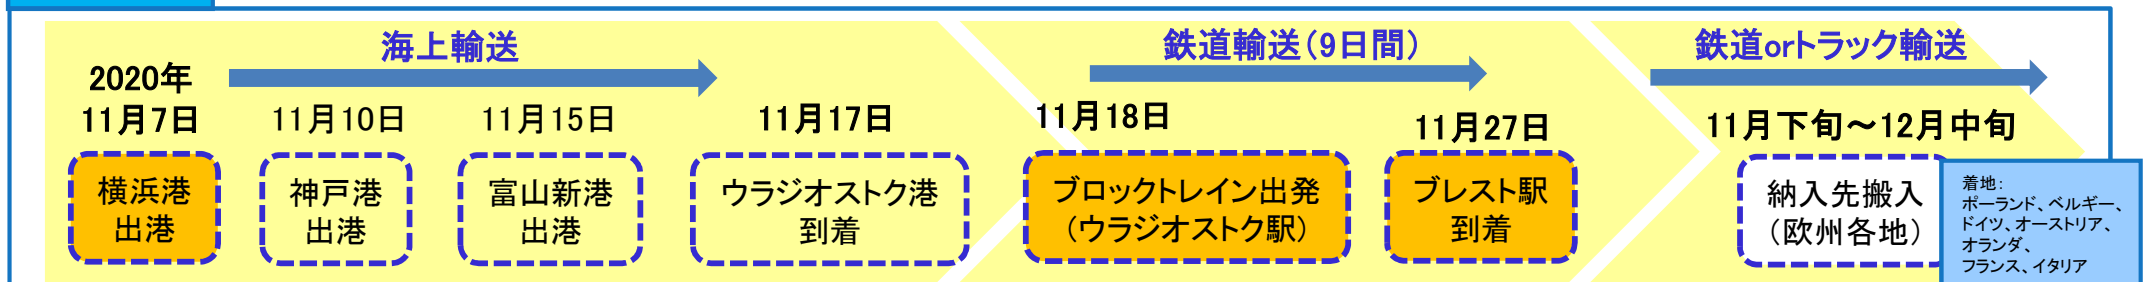 海上輸送
2020年
11月7日
横浜港
出港
11月10日
神戸港
出港
11月15日
富山新港
出港
11月17日
ウラジオストク港
到着
鉄道輸送（9日間）
11月18日
ブロックトレイン出発
（ウラジオストク駅）
11月27日
ブレスト駅
到着
鉄道orトラック輸送
11月下旬～12月中旬
納入先搬入
（欧州各地）
着地：
ポーランド、ベルギー、
ドイツ、オーストリア、
オランダ、
フランス、イタリア